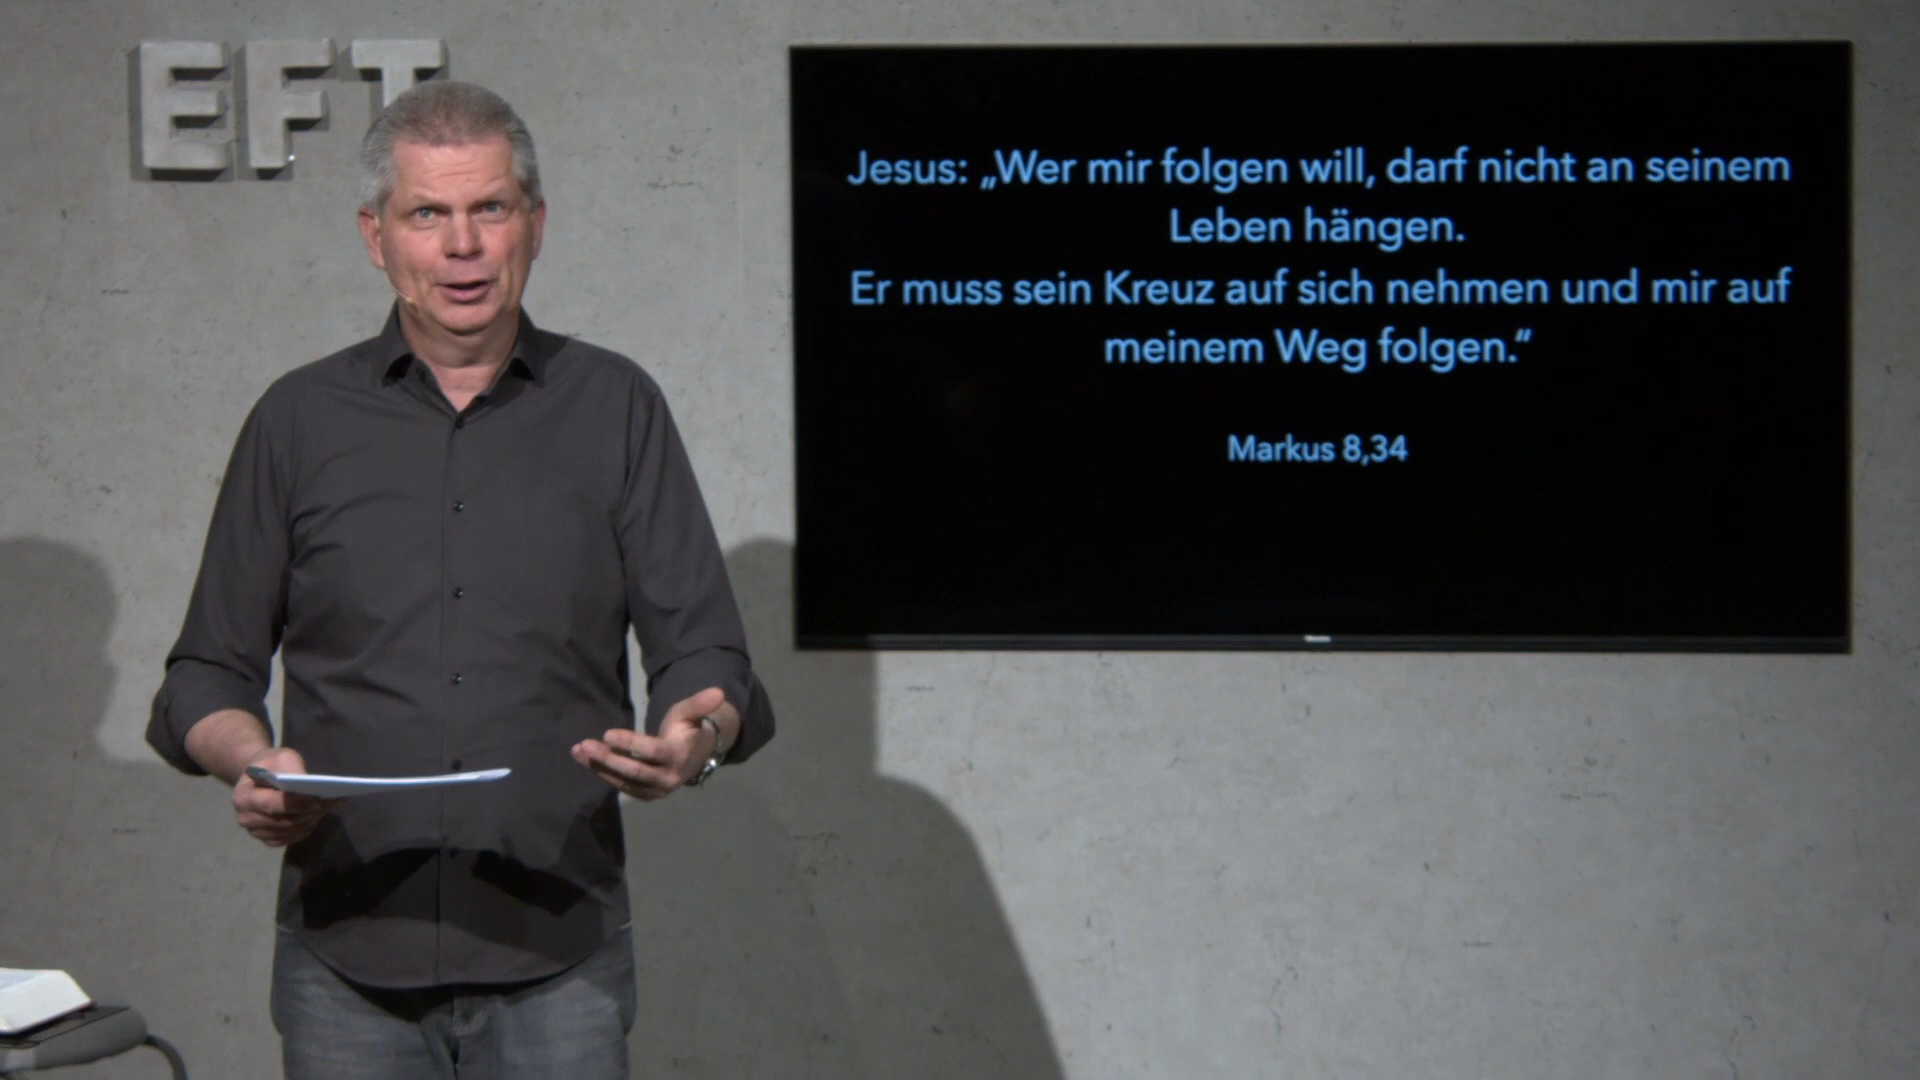 EFT
Jesus: „Wer mir folgen will, darf nicht an seinem
Leben hängen.
Er muss sein Kreuz auf sich nehmen und mir auf
meinem Weg folgen.“
Markus 8,34